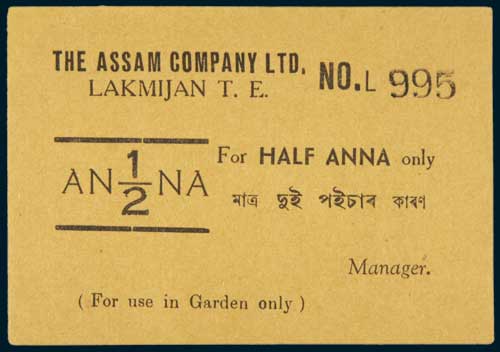 THE ASSAM COMPANY LTD.
LAKMIJAN T. E.
NO.L 995
AN 1/2 NA
For HALF ANNA only
মাত্ৰ দুই পইচাৰ কাৰণ
Manager.
( For use in Garden only )